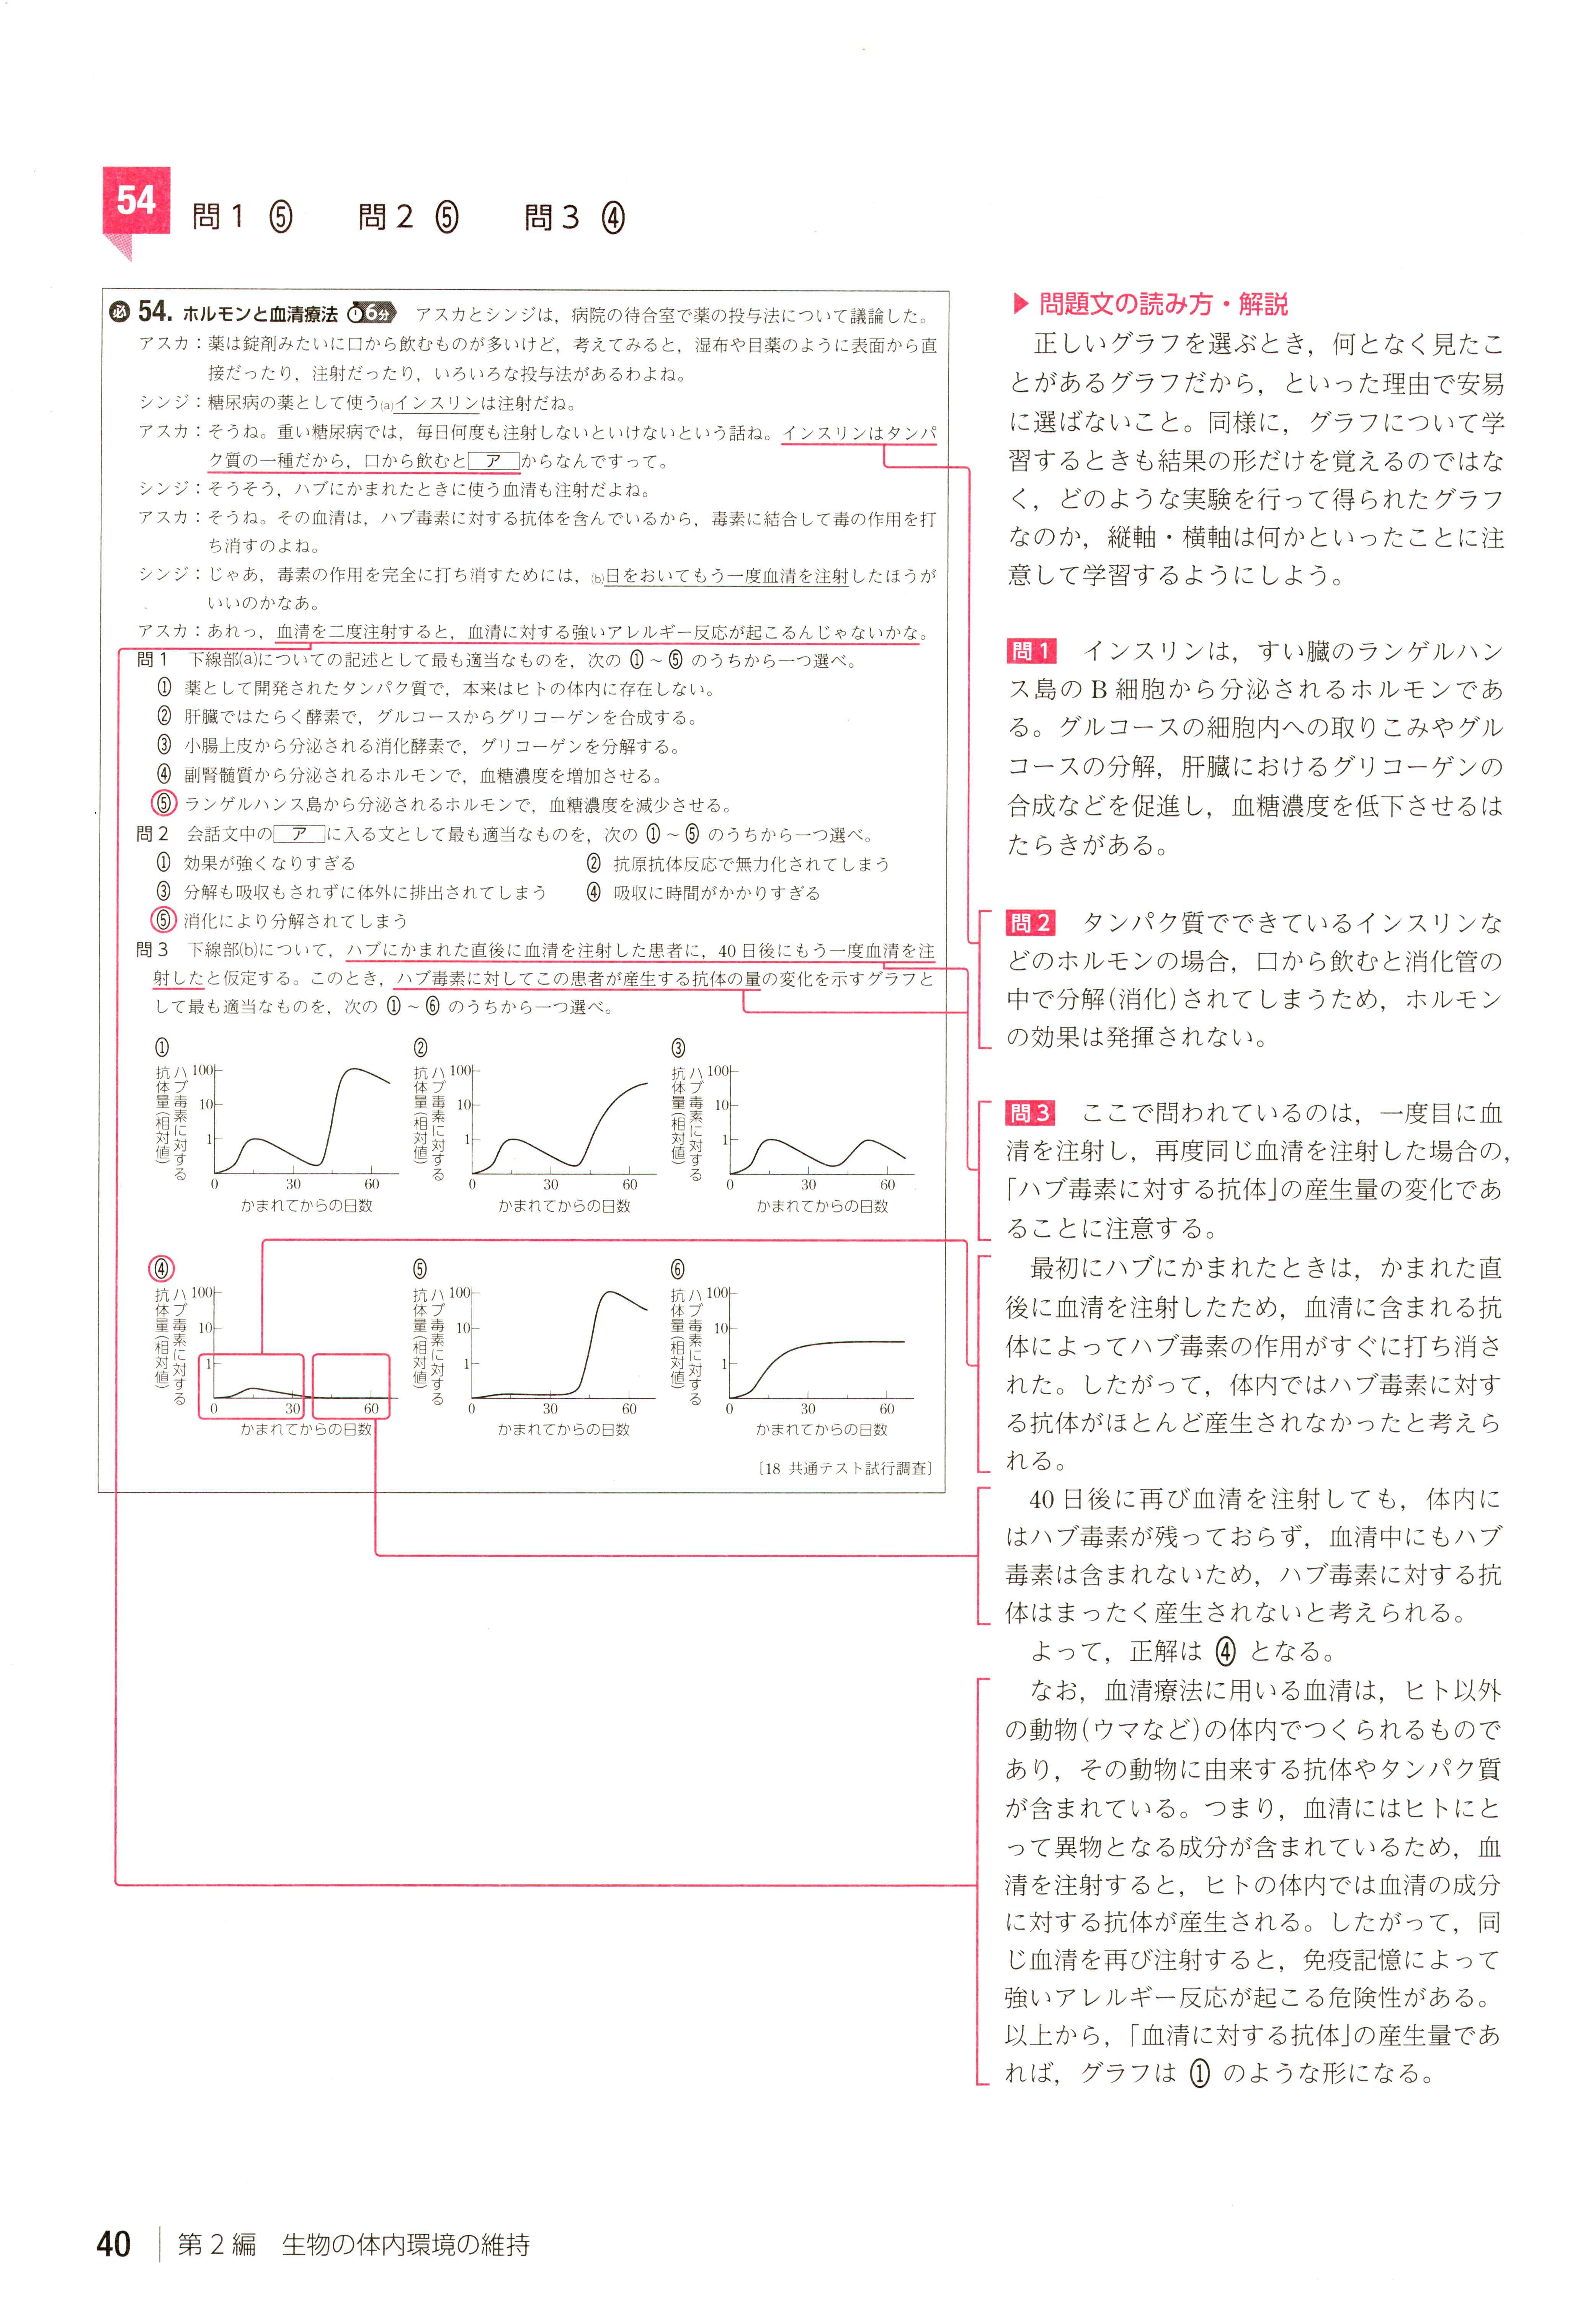 54
問1 ⑤ 問2 ⑤ 問3 ④
必 54. ホルモンと血清療法 6分 アスカとシンジは，病院の待合室で薬の投与法について議論した。
アスカ：薬は錠剤みたいに口から飲むものが多いけど，考えてみると，湿布や目薬のように表面から直
接だったり，注射だったり，いろいろな投与法があるわよね。
シンジ：糖尿病の薬として使う(a)インスリンは注射だね。
アスカ：そうね。重い糖尿病では，毎日何度も注射しないといけないという話ね。インスリンはタンパ
ク質の一種だから，口から飲むと ア からなんですって。
シンジ：そうそう，ハブにかまれたときに使う血清も注射だよね。
アスカ：そうね。その血清は，ハブ毒素に対する抗体を含んでいるから，毒素に結合して毒の作用を打
ち消すのよね。
シンジ：じゃあ，毒素の作用を完全に打ち消すためには，(b)日をおいてもう一度血清を注射したほうが
いいのかなあ。
アスカ：あれっ，血清を二度注射すると，血清に対する強いアレルギー反応が起こるんじゃないかな。
問1 下線部(a)についての記述として最も適当なものを，次の ①～⑤ のうちから一つ選べ。
① 薬として開発されたタンパク質で，本来はヒトの体内に存在しない。
② 肝臓ではたらく酵素で，グルコースからグリコーゲンを合成する。
③ 小腸上皮から分泌される消化酵素で，グリコーゲンを分解する。
④ 副腎髄質から分泌されるホルモンで，血糖濃度を増加させる。
⑤ ランゲルハンス島から分泌されるホルモンで，血糖濃度を減少させる。
問2 会話文中の ア に入る文として最も適当なものを，次の ①～⑤ のうちから一つ選べ。
① 効果が強くなりすぎる ② 抗原抗体反応で無力化されてしまう
③ 分解も吸収もされずに体外に排出されてしまう ④ 吸収に時間がかかりすぎる
⑤ 消化により分解されてしまう
問3 下線部(b)について，ハブにかまれた直後に血清を注射した患者に，40日後にもう一度血清を注
射したと仮定する。このとき，ハブ毒素に対してこの患者が産生する抗体の量の変化を示すグラフと
して最も適当なものを，次の ①～⑥ のうちから一つ選べ。
①
ハブ毒素に対する
抗体量(相対値)
100
10
1
0 30 60
かまれてからの日数
②
ハブ毒素に対する
抗体量(相対値)
100
10
1
0 30 60
かまれてからの日数
③
ハブ毒素に対する
抗体量(相対値)
100
10
1
0 30 60
かまれてからの日数
④
ハブ毒素に対する
抗体量(相対値)
100
10
1
0 30 60
かまれてからの日数
⑤
ハブ毒素に対する
抗体量(相対値)
100
10
1
0 30 60
かまれてからの日数
⑥
ハブ毒素に対する
抗体量(相対値)
100
10
1
0 30 60
かまれてからの日数
〔18 共通テスト試行調査〕
▶ 問題文の読み方・解説
正しいグラフを選ぶとき，何となく見たこ
とがあるグラフだから，といった理由で安易
に選ばないこと。同様に，グラフについて学
習するときも結果の形だけを覚えるのではな
く，どのような実験を行って得られたグラフ
なのか，縦軸・横軸は何かといったことに注
意して学習するようにしよう。
問1 インスリンは，すい臓のランゲルハン
ス島の B 細胞から分泌されるホルモンであ
る。グルコースの細胞内への取りこみやグル
コースの分解，肝臓におけるグリコーゲンの
合成などを促進し，血糖濃度を低下させるは
たらきがある。
問2 タンパク質でできているインスリンな
どのホルモンの場合，口から飲むと消化管の
中で分解(消化)されてしまうため，ホルモン
の効果は発揮されない。
問3 ここで問われているのは，一度目に血
清を注射し，再度同じ血清を注射した場合の，
「ハブ毒素に対する抗体」の産生量の変化であ
ることに注意する。
最初にハブにかまれたときは，かまれた直
後に血清を注射したため，血清に含まれる抗
体によってハブ毒素の作用がすぐに打ち消さ
れた。したがって，体内ではハブ毒素に対す
る抗体がほとんど産生されなかったと考えら
れる。
40日後に再び血清を注射しても，体内に
はハブ毒素が残っておらず，血清中にもハブ
毒素は含まれないため，ハブ毒素に対する抗
体はまったく産生されないと考えられる。
よって，正解は ④ となる。
なお，血清療法に用いる血清は，ヒト以外
の動物(ウマなど)の体内でつくられるもので
あり，その動物に由来する抗体やタンパク質
が含まれている。つまり，血清にはヒトにと
って異物となる成分が含まれているため，血
清を注射すると，ヒトの体内では血清の成分
に対する抗体が産生される。したがって，同
じ血清を再び注射すると，免疫記憶によって
強いアレルギー反応が起こる危険性がある。
以上から，「血清に対する抗体」の産生量であ
れば，グラフは ① のような形になる。
40 第2編 生物の体内環境の維持